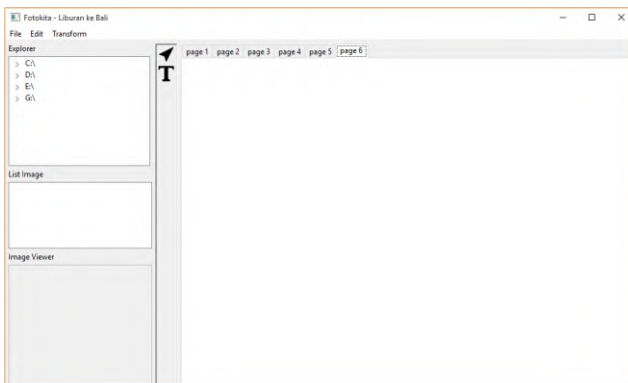 Fotokita - Liburan ke Bali
File Edit Transform
Explorer
> C:\
> D:\
> E:\
> G:\
List Image
Image Viewer
T
page 1 page 2 page 3 page 4 page 5 page 6